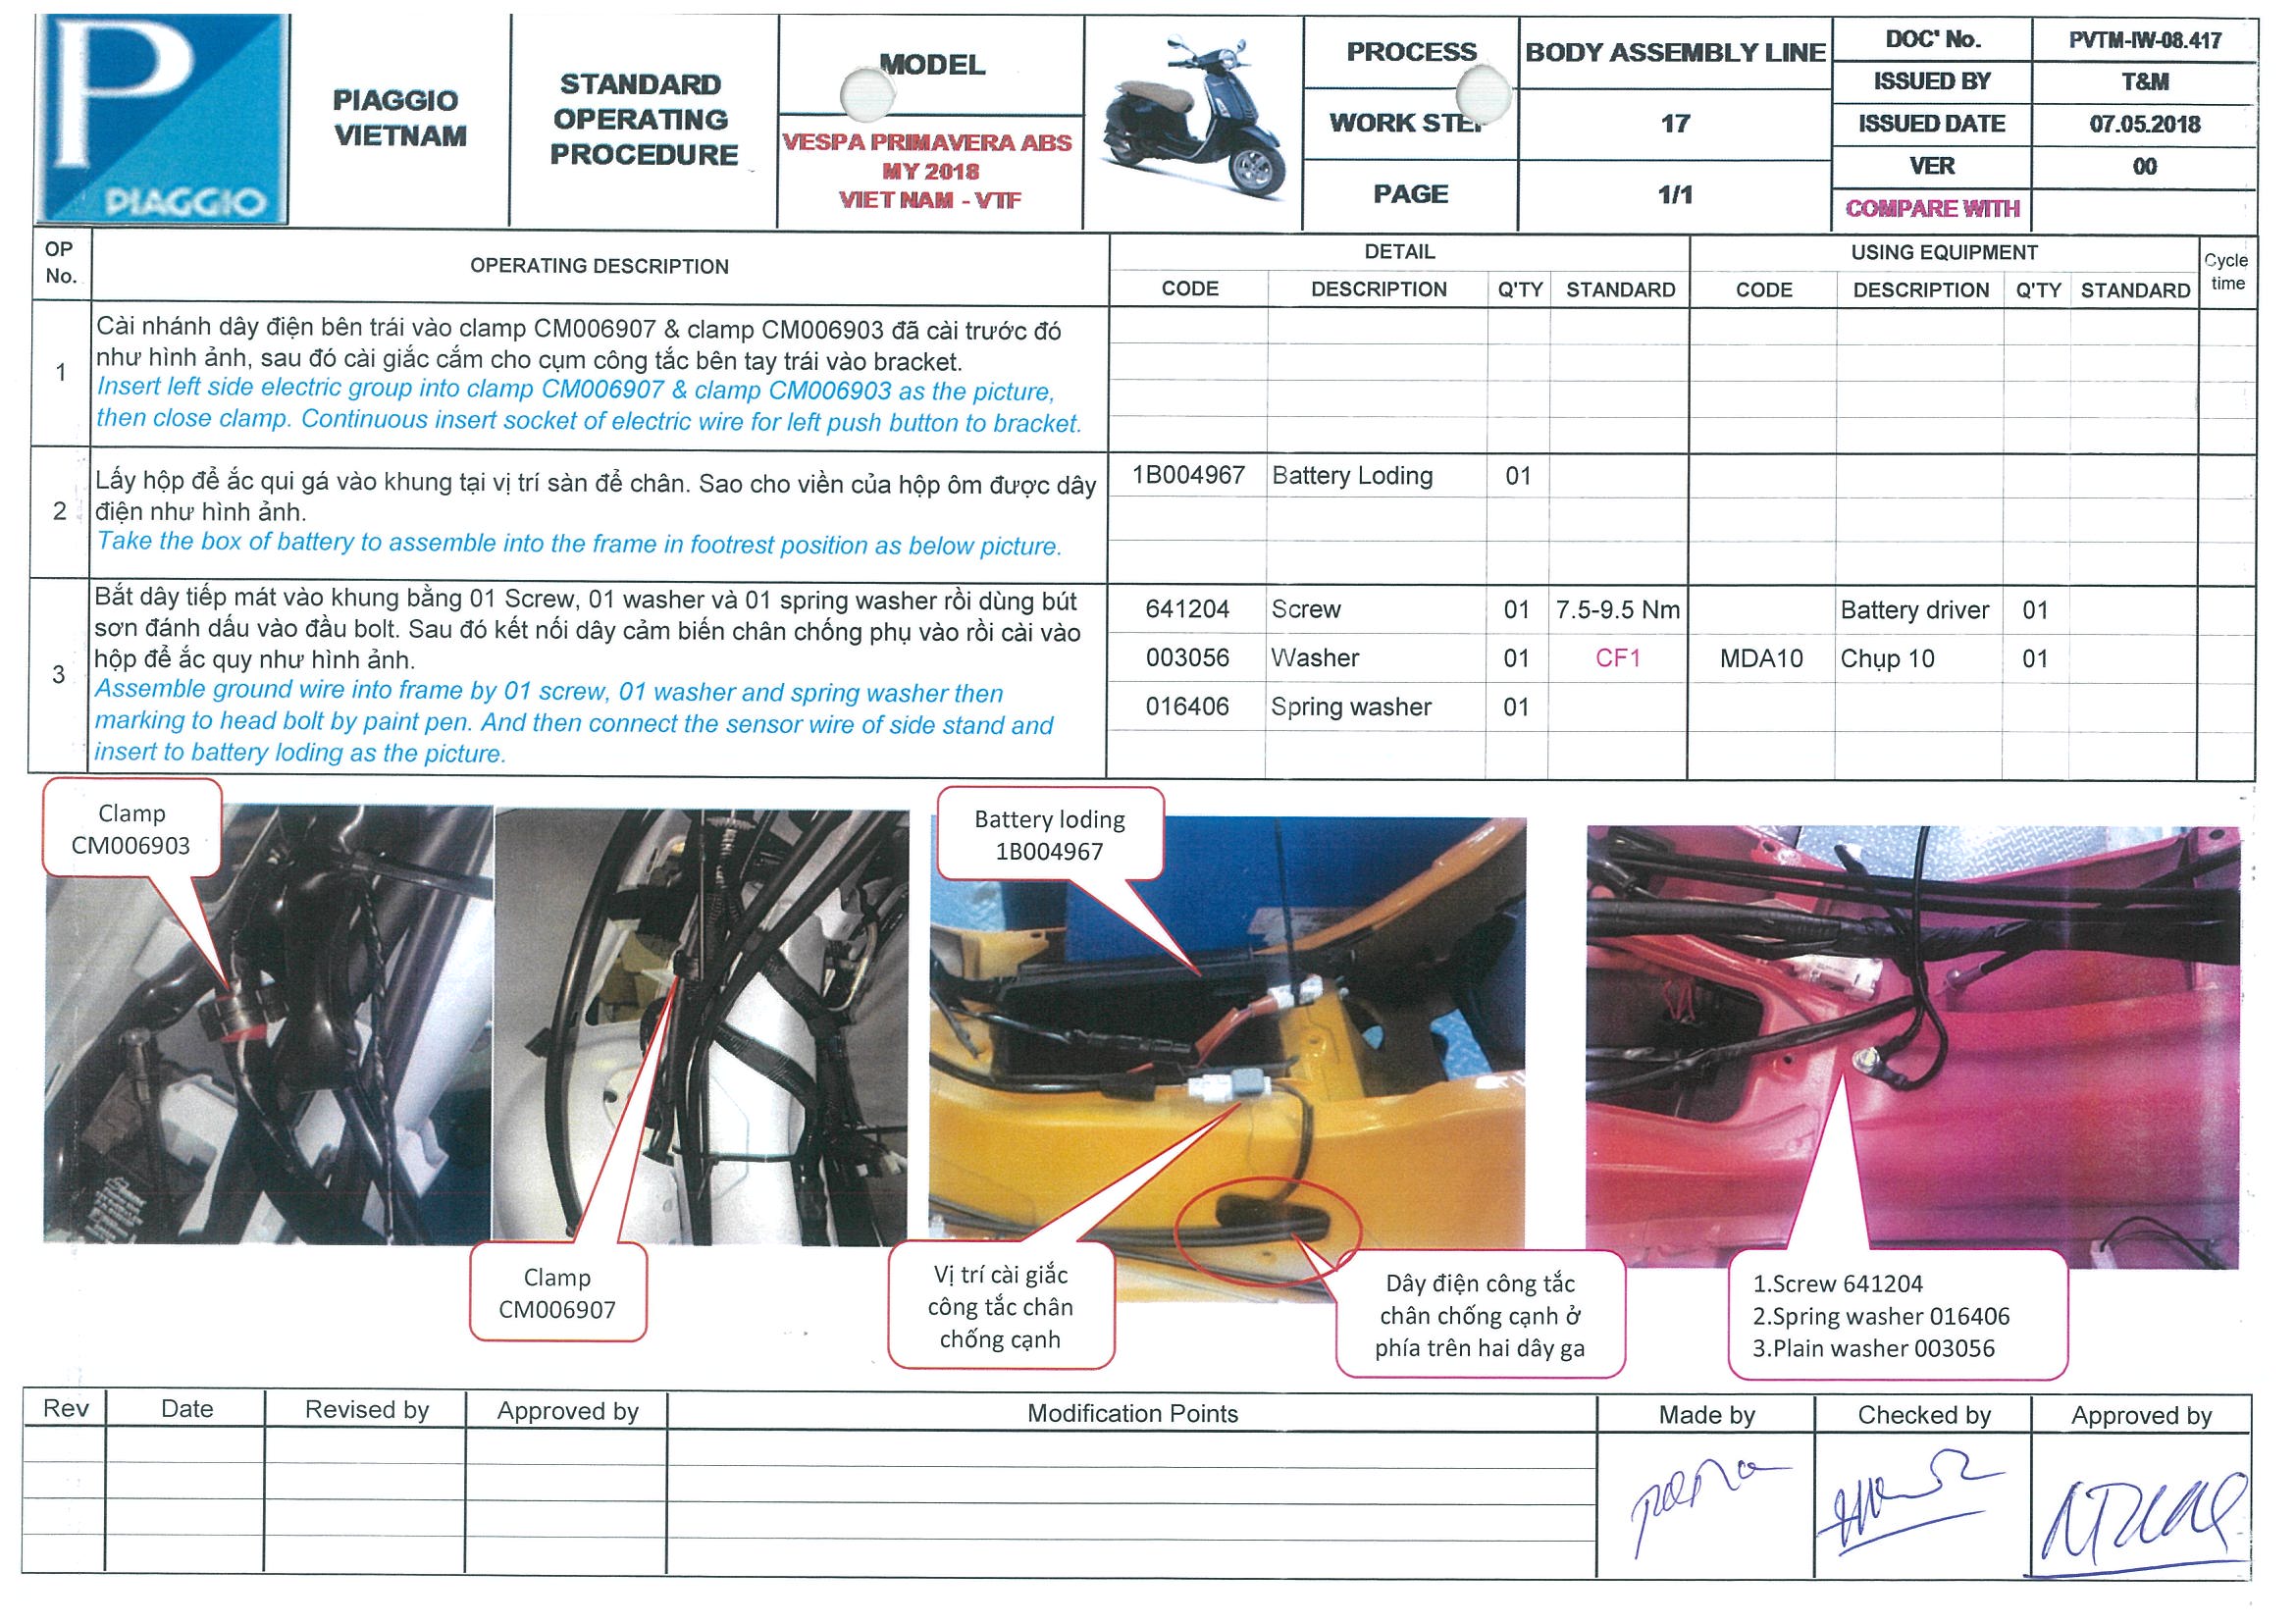 P
PIAGGIO
PIAGGIO
VIETNAM
STANDARD
OPERATING
PROCEDURE
MODEL
VESPA PRIMAVERA ABS
MY 2018
VIET NAM - VTF
PROCESS
BODY ASSEMBLY LINE
WORK STEP
17
PAGE
1/1
DOC' No.
PVTM-IW-08.417
ISSUED BY
T&M
ISSUED DATE
07.05.2018
VER
00
COMPARE WITH
OP
No.
OPERATING DESCRIPTION
DETAIL
USING EQUIPMENT
Cycle
time
CODE DESCRIPTION Q'TY STANDARD CODE DESCRIPTION Q'TY STANDARD
1
Cài nhánh dây điện bên trái vào clamp CM006907 & clamp CM006903 đã cài trước đó
như hình ảnh, sau đó cài giắc cắm cho cụm công tắc bên tay trái vào bracket.
Insert left side electric group into clamp CM006907 & clamp CM006903 as the picture,
then close clamp. Continuous insert socket of electric wire for left push button to bracket.
2
Lấy hộp để ắc qui gá vào khung tại vị trí sàn để chân. Sao cho viền của hộp ôm được dây
điện như hình ảnh.
Take the box of battery to assemble into the frame in footrest position as below picture.
1B004967 Battery Loding 01
3
Bắt dây tiếp mát vào khung bằng 01 Screw, 01 washer và 01 spring washer rồi dùng bút
sơn đánh dấu vào đầu bolt. Sau đó kết nối dây cảm biến chân chống phụ vào rồi cài vào
hộp để ắc quy như hình ảnh.
Assemble ground wire into frame by 01 screw, 01 washer and spring washer then
marking to head bolt by paint pen. And then connect the sensor wire of side stand and
insert to battery loding as the picture.
641204 Screw 01 7.5-9.5 Nm Battery driver 01
003056 Washer 01 CF1 MDA10 Chụp 10 01
016406 Spring washer 01
Clamp
CM006903
Clamp
CM006907
Battery loding
1B004967
Vị trí cài giắc
công tắc chân
chống cạnh
Dây điện công tắc
chân chống cạnh ở
phía trên hai dây ga
1.Screw 641204
2.Spring washer 016406
3.Plain washer 003056
Rev Date Revised by Approved by Modification Points Made by Checked by Approved by